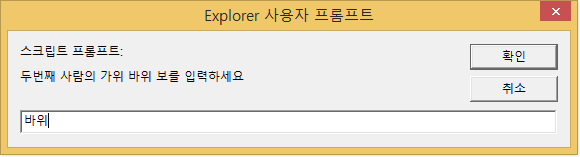 Explorer 사용자 프롬프트
스크립트 프롬프트:
확인
두번째 사람의 가위 바위 보를 입력하세요
취소
바위